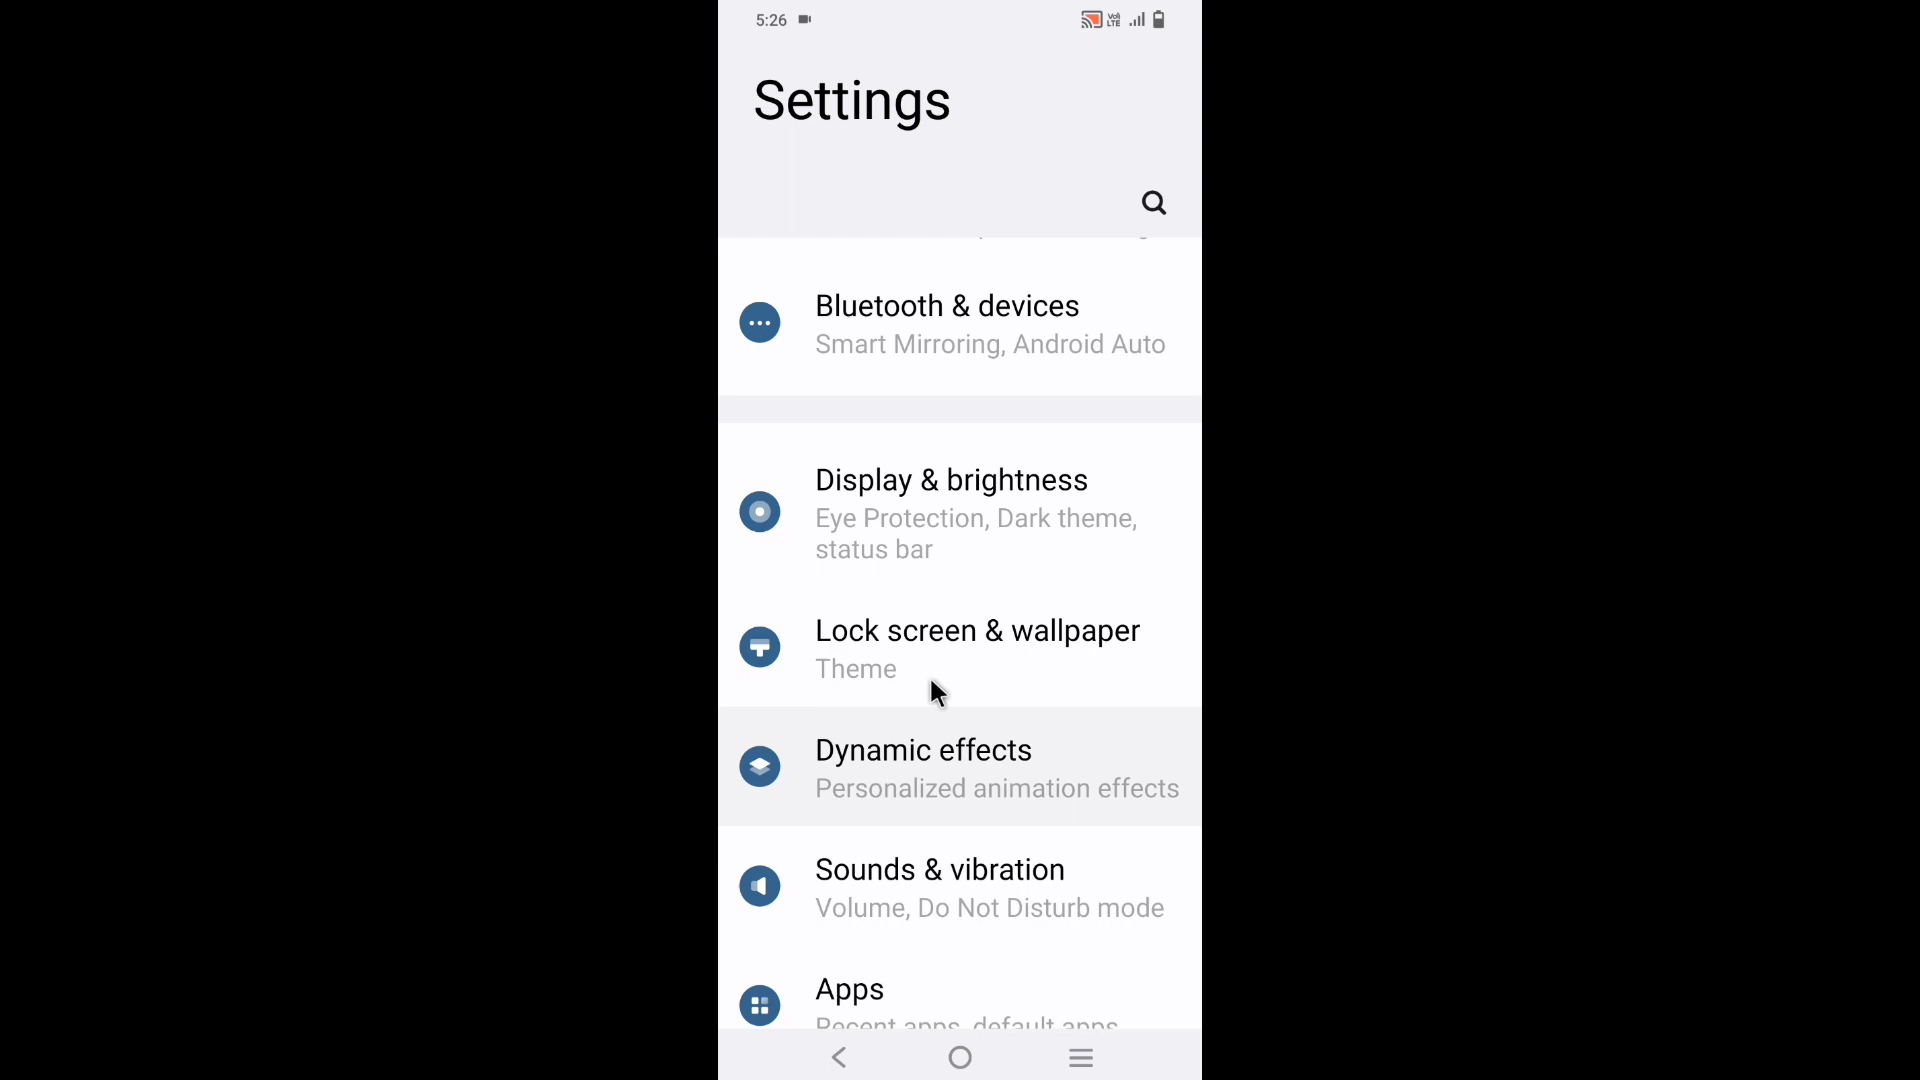 5:26
Vo) LTE
Settings
Bluetooth & devices
Smart Mirroring, Android Auto
Display & brightness
Eye Protection, Dark theme,
status bar
Lock screen & wallpaper
Theme
Dynamic effects
Personalized animation effects
Sounds & vibration
Volume, Do Not Disturb mode
Apps
Recent apps, default apps